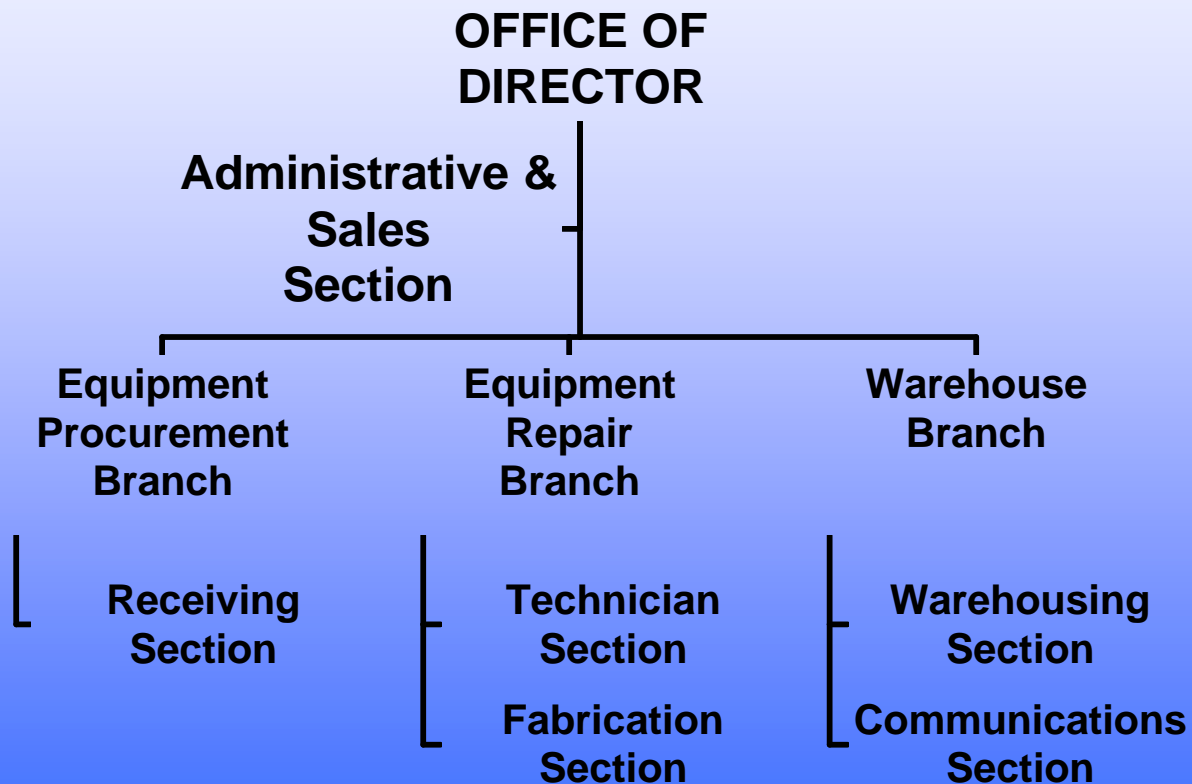 OFFICE OF
DIRECTOR
Administrative &
Sales
Section
Equipment
Procurement
Branch
Equipment
Repair
Branch
Warehouse
Branch
Receiving
Section
Technician
Section
Fabrication
Section
Warehousing
Section
Communications
Section